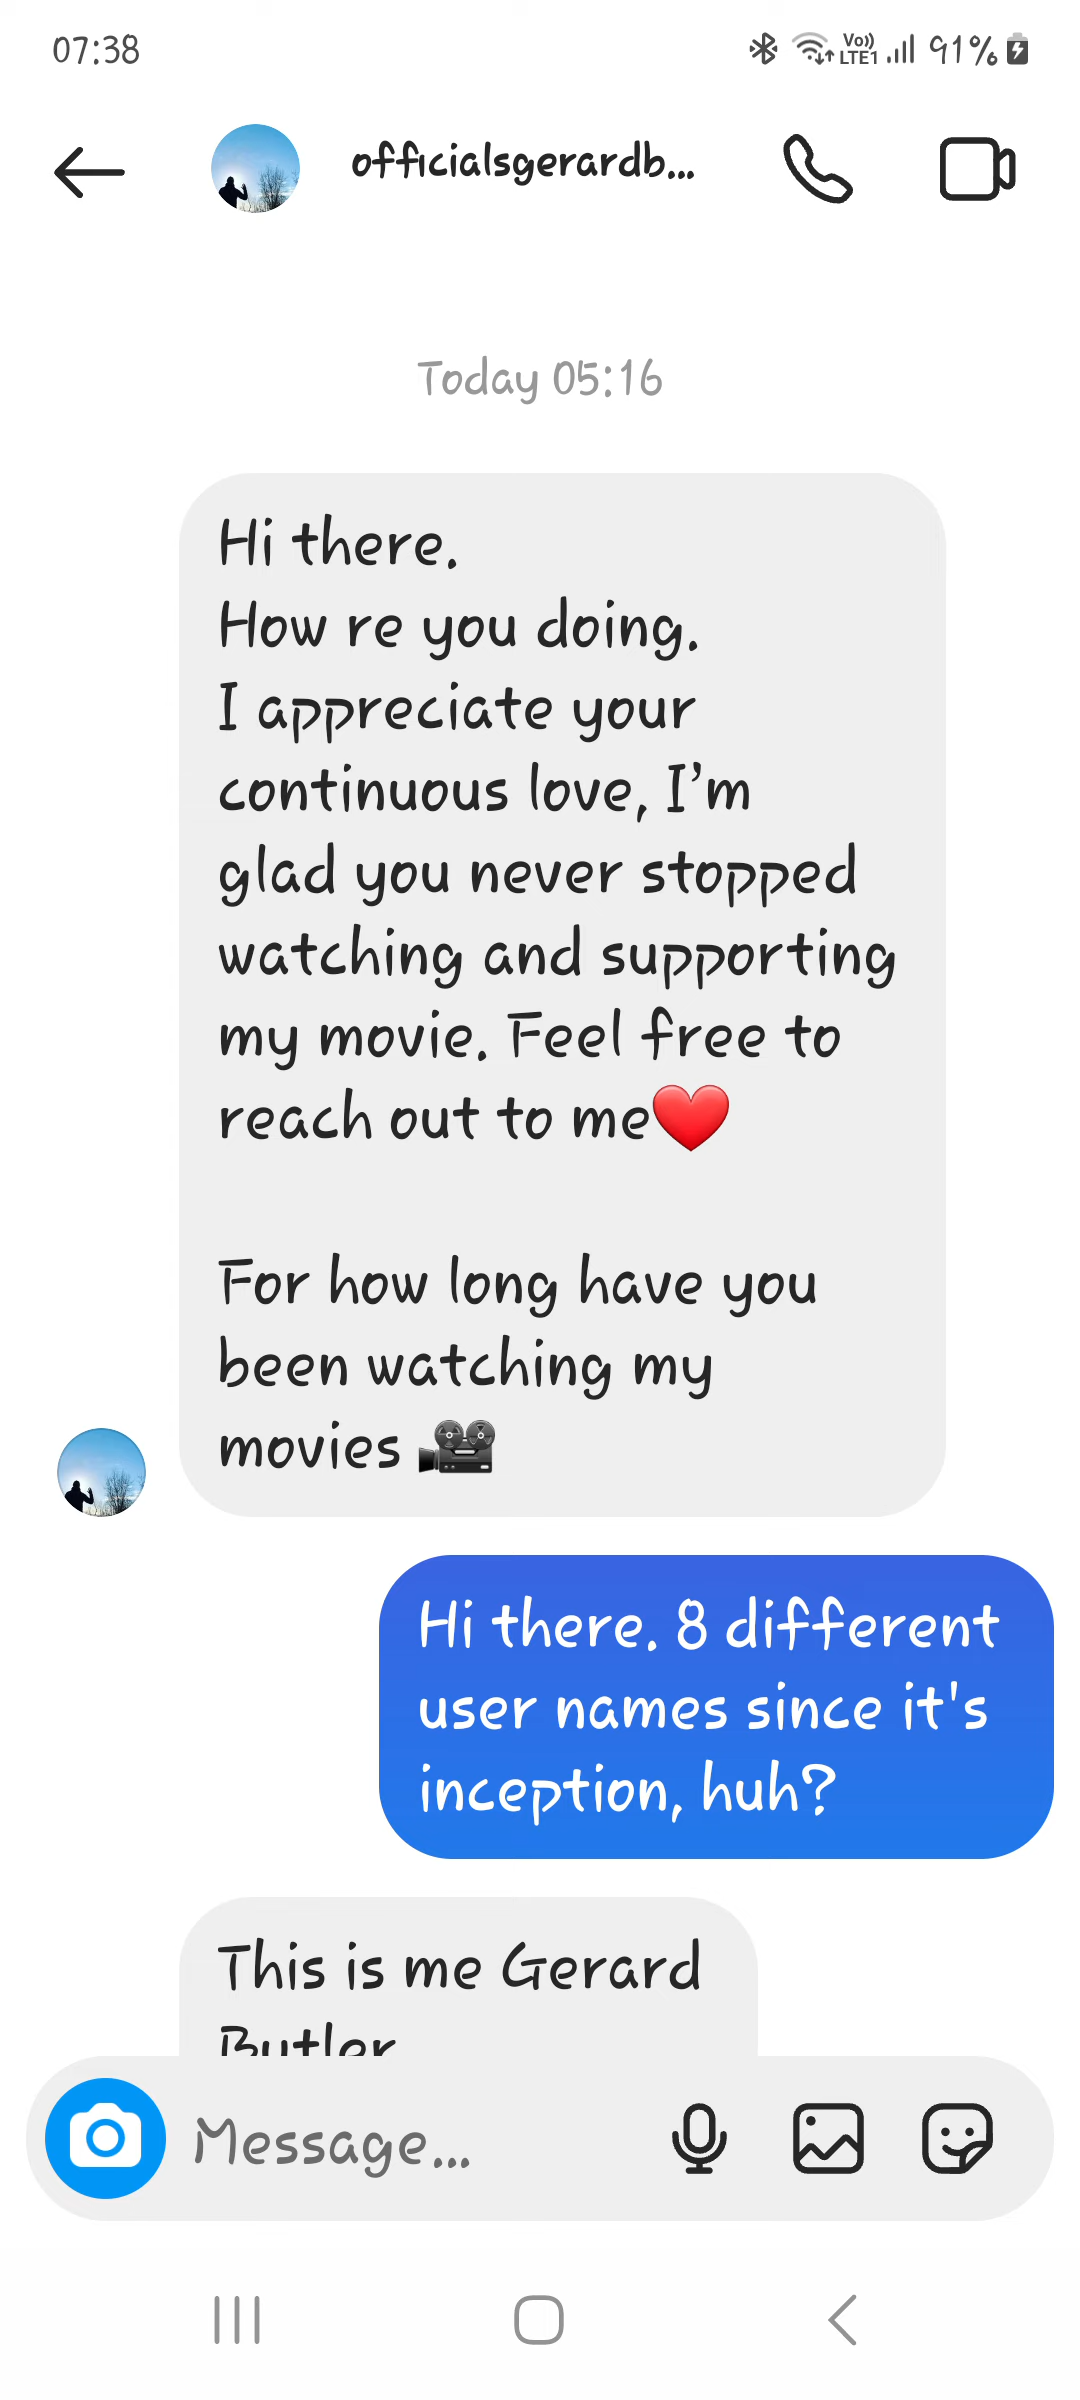 07:38 Vo)) LTE1 91%
officialsgerardb...
Today 05:16
Hi there.
How re you doing.
I appreciate your
continuous love, I’m
glad you never stopped
watching and supporting
my movie. Feel free to
reach out to me❤️
For how long have you
been watching my
movies 🎥
Hi there. 8 different
user names since it's
inception, huh?
This is me Gerard
Butler
Message...